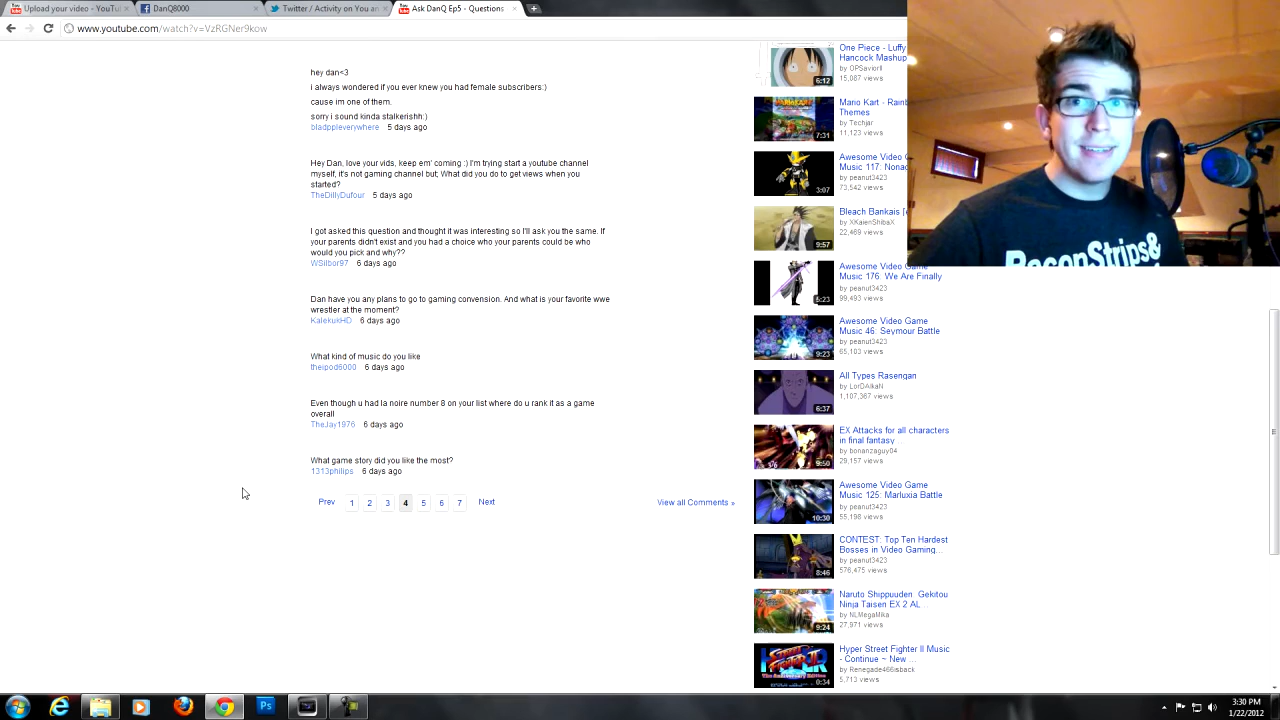 Upload your video - YouTu
DanQ8000
Twitter / Activity on You an
Ask DanQ Ep5 - Questions
www.youtube.com/watch?v=VzRGNer9kow
hey dan<3
i always wondered if you ever knew you had female subscribers:)
cause im one of them.
sorry i sound kinda stalkerishh:)
bladppleverywhere 5 days ago
Hey Dan, love your vids, keep em' coming :) I'm trying start a youtube channel
myself, it's not gaming channel but, What did you do to get views when you
started?
TheDillyDufour 5 days ago
I got asked this question and thought it was interesting so I'll ask you the same. If
your parents didn't exist and you had a choice who your parents could be who
would you pick and why??
WSilbor97 6 days ago
Dan have you any plans to go to gaming convension. And what is your favorite wwe
wrestler at the moment?
KalekukHD 6 days ago
What kind of music do you like
theipod6000 6 days ago
Even though u had la noire number 8 on your list where do u rank it as a game
overall
TheJay1976 6 days ago
What game story did you like the most?
1313philips 6 days ago
Prev 1 2 3 4 5 6 7 Next
View all Comments »
One Piece - Luffy
Hancock Mashup
by OPSaviorII
15,087 views
6:12
Mario Kart - Rainb
Themes
by Techjar
11,123 views
7:31
Awesome Video G
Music 117: Nonac
by peanut3423
73,542 views
3:07
Bleach Bankais
by XKaienShibaX
22,469 views
9:57
Awesome Video Game
Music 176: We Are Finally
by peanut3423
99,493 views
5:23
Awesome Video Game
Music 46: Seymour Battle
by peanut3423
65,103 views
9:23
All Types Rasengan
by LorDAlkaN
1,107,367 views
6:37
EX Attacks for all characters
in final fantasy...
by bonanzaguy04
29,157 views
9:50
Awesome Video Game
Music 125: Marluxia Battle
by peanut3423
55,198 views
10:30
CONTEST: Top Ten Hardest
Bosses in Video Gaming...
by peanut3423
576,475 views
8:46
Naruto Shippuuden Gekitou
Ninja Taisen EX 2 AL...
by NLMegaMika
27,971 views
9:24
Hyper Street Fighter II Music
- Continue ~ New ...
by Renegade466isback
5,713 views
0:34
BaconStrips&
3:30 PM
1/22/2012